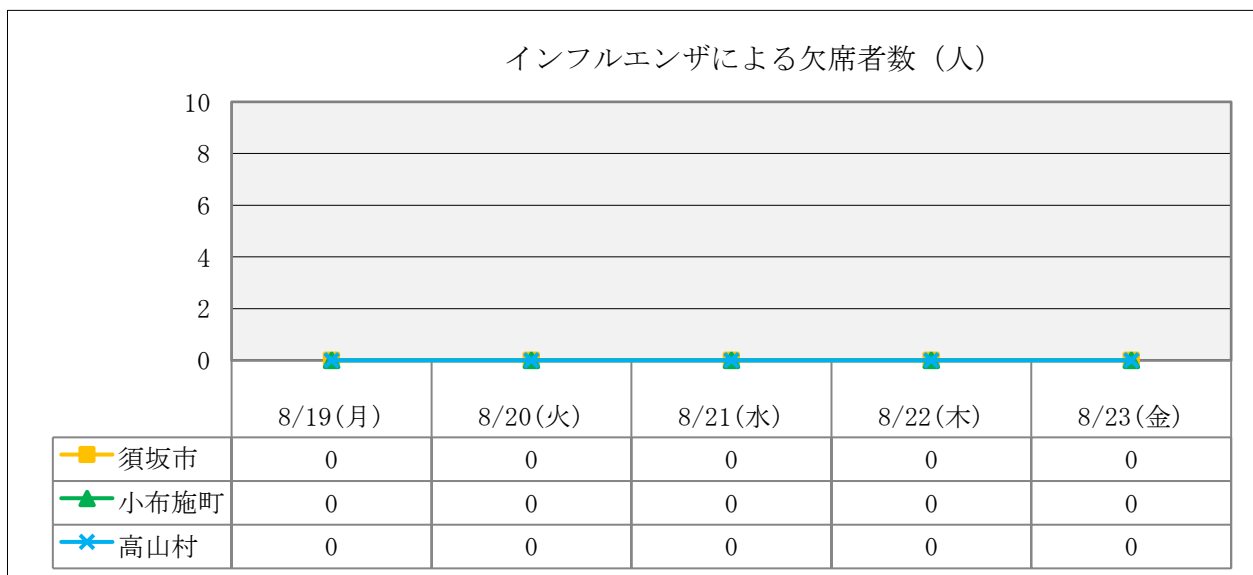 インフルエンザによる欠席者数（人）
10
8
6
4
2
0
8/19(月) 8/20(火) 8/21(水) 8/22(木) 8/23(金)
須坂市 0 0 0 0 0
小布施町 0 0 0 0 0
高山村 0 0 0 0 0